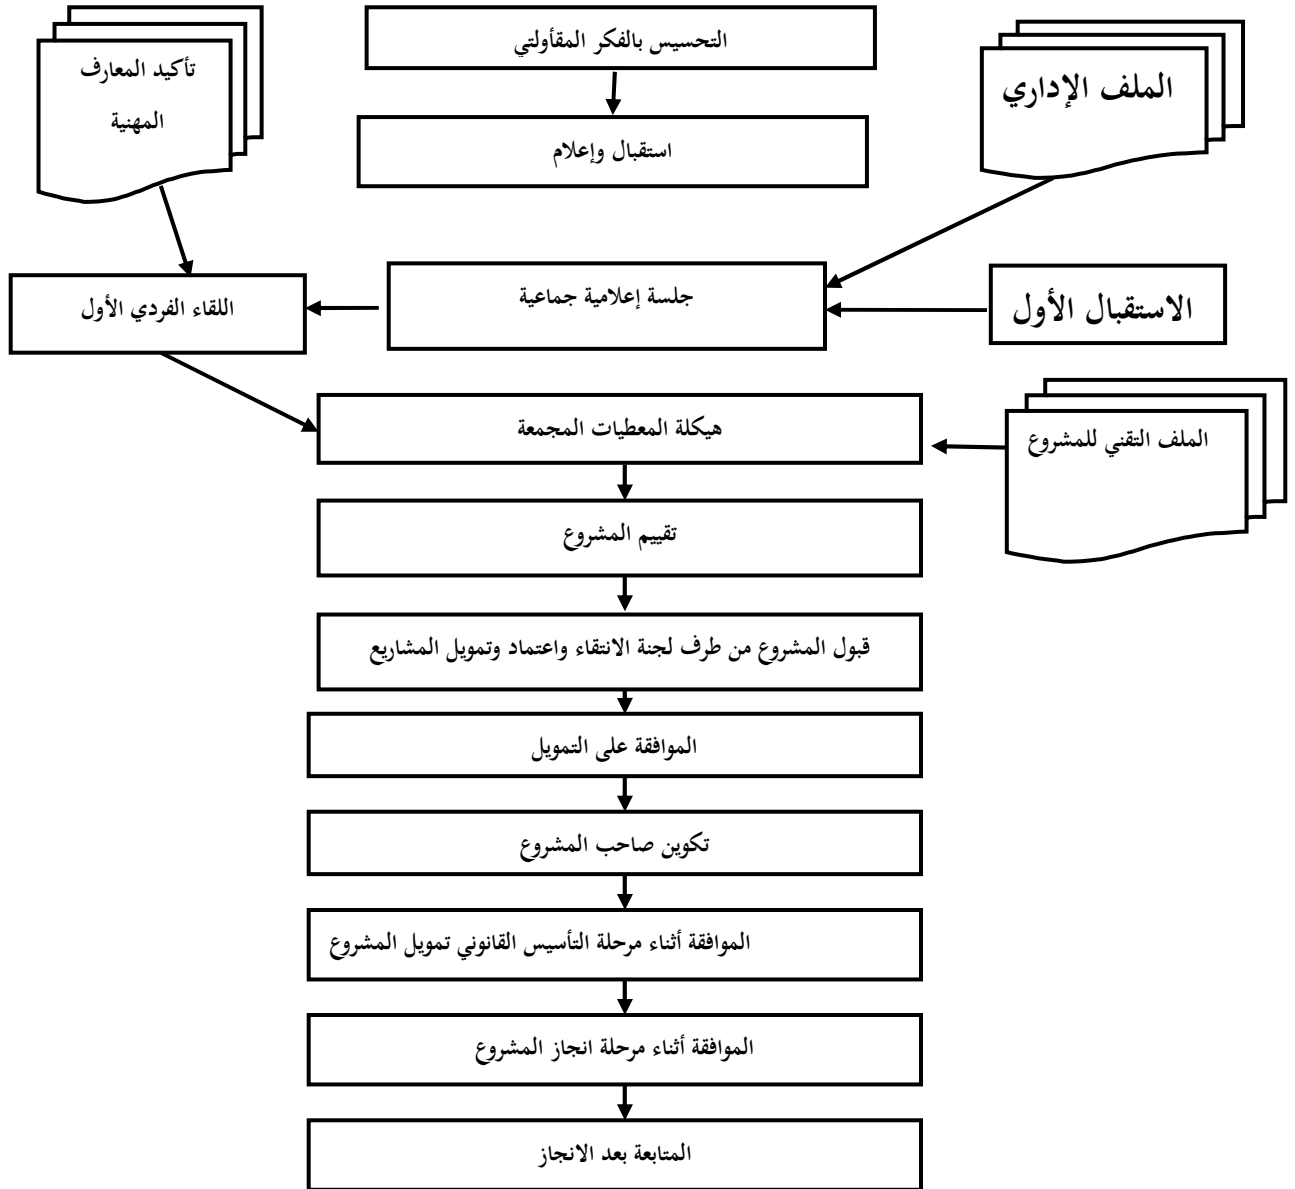 التحسيس بالفكر المقأولتي
الملف الإداري
تأكيد المعارف
المهنية
استقبال وإعلام
الاستقبال الأول
جلسة إعلامية جماعية
اللقاء الفردي الأول
هيكلة المعطيات المجمعة
الملف التقني للمشروع
تقييم المشروع
قبول المشروع من طرف لجنة الانتقاء واعتماد وتمويل المشاريع
الموافقة على التمويل
تكوين صاحب المشروع
الموافقة أثناء مرحلة التأسيس القانوني تمويل المشروع
الموافقة أثناء مرحلة انجاز المشروع
المتابعة بعد الانجاز